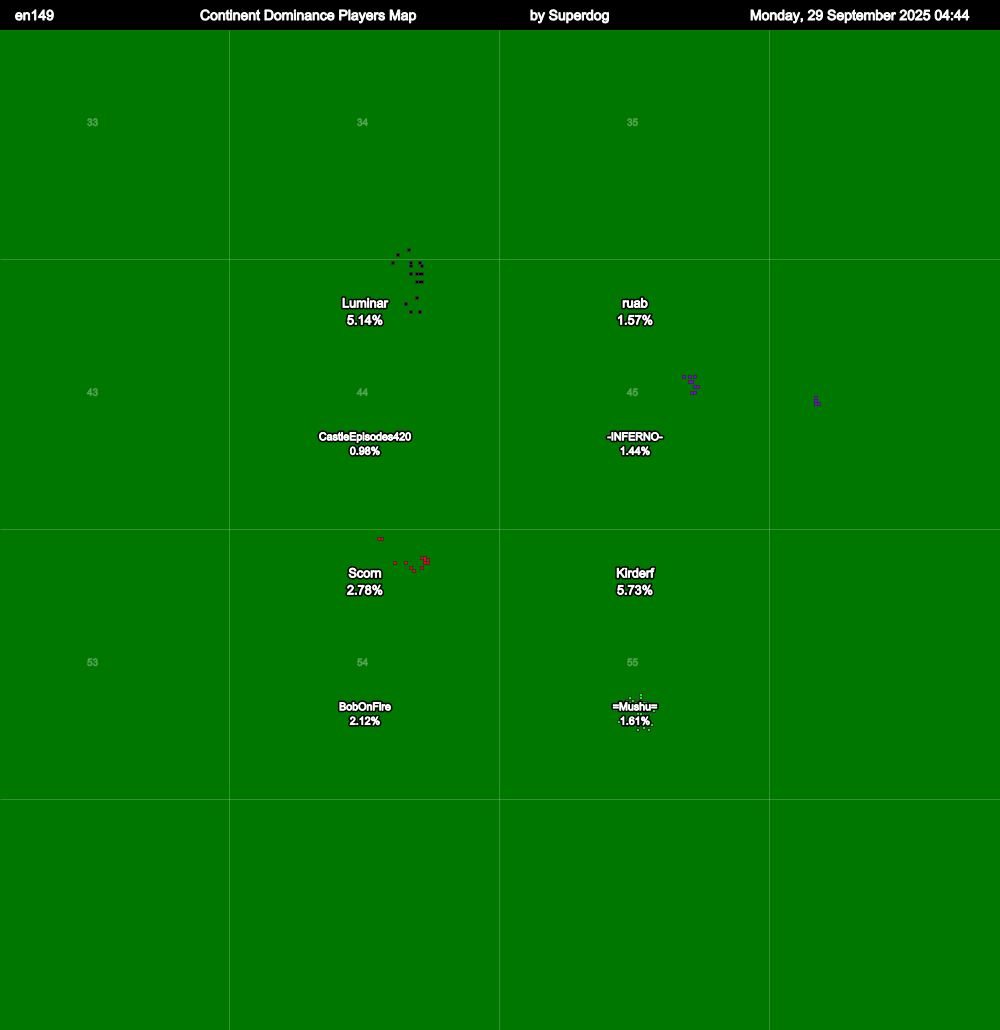 en149 Continent Dominance Players Map by Superdog Monday, 29 September 2025 04:44
33 34 35
Luminar ruab
5.14% 1.57%
43 44 45
CastleEpisodes420 -INFERNO-
0.98% 1.44%
Scorn Kirderf
2.78% 5.73%
53 54 55
BobOnFire =Mushu=
2.12% 1.61%